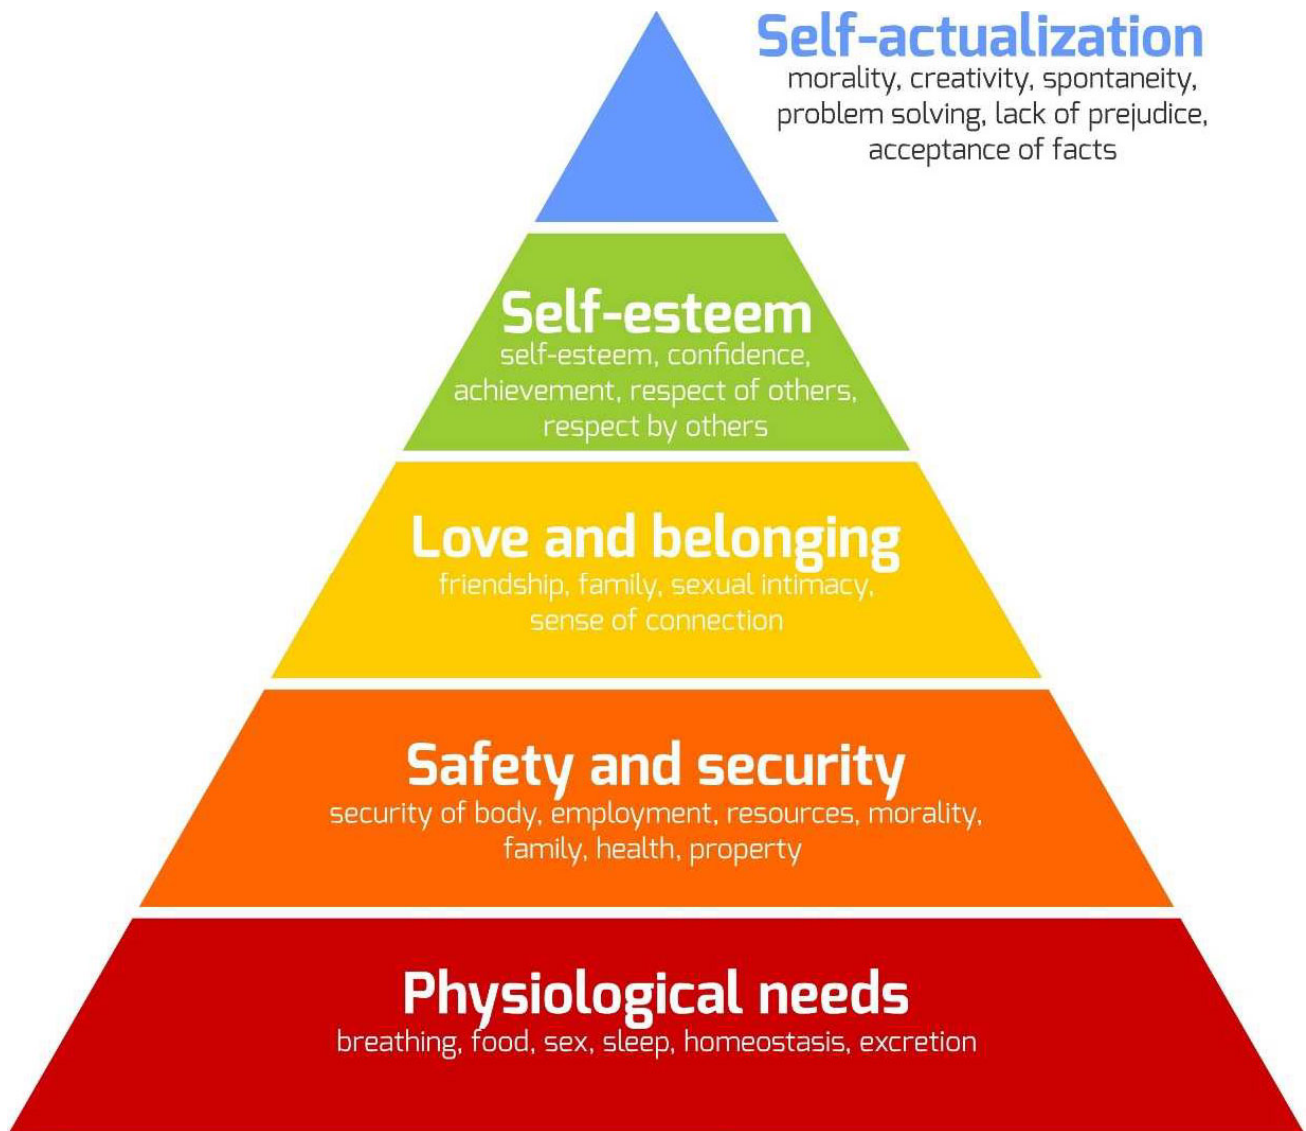 Self-actualization
morality, creativity, spontaneity,
problem solving, lack of prejudice,
acceptance of facts
Self-esteem
self-esteem, confidence,
achievement, respect of others,
respect by others
Love and belonging
friendship, family, sexual intimacy,
sense of connection
Safety and security
security of body, employment, resources, morality,
family, health, property
Physiological needs
breathing, food, sex, sleep, homeostasis, excretion